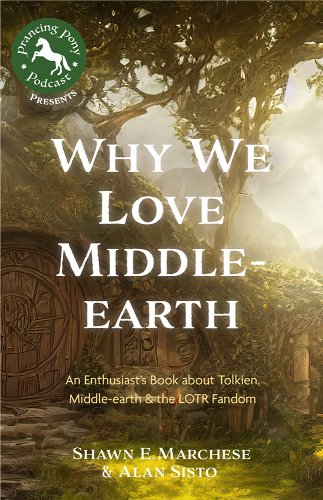 Prancing Pony
Podcast
PRESENTS
WHY WE
LOVE
MIDDLE-
EARTH
An Enthusiast's Book about Tolkien,
Middle-earth & the LOTR Fandom
SHAWN E. MARCHESE
& ALAN SISTO